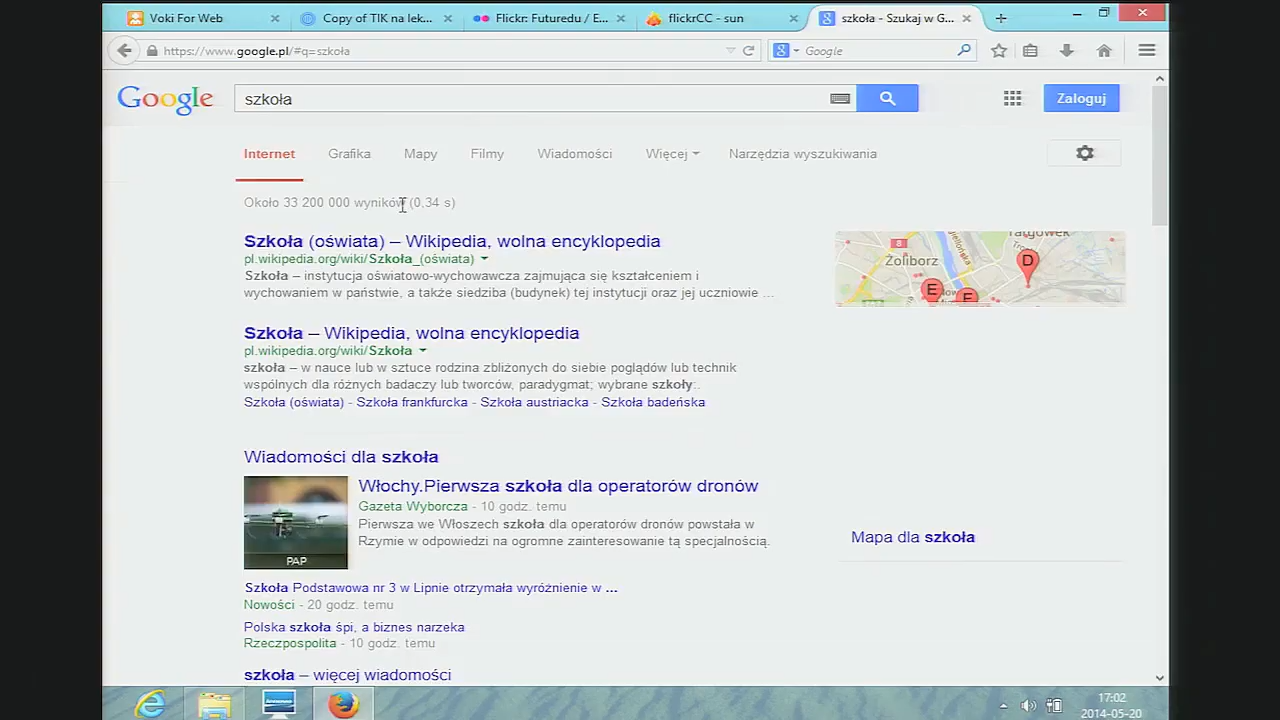 Voki For Web
Copy of TIK na lek...
Flickr: Futuredu / E...
flickrCC - sun
szkoła - Szukaj w G...
https://www.google.pl/#q=szkoła
Google
Google
szkoła
Zaloguj
Internet
Grafika
Mapy
Filmy
Wiadomości
Więcej
Narzędzia wyszukiwania
Około 33 200 000 wyników (0,34 s)
Szkoła (oświata) – Wikipedia, wolna encyklopedia
pl.wikipedia.org/wiki/Szkoła_(oświata)
Szkoła – instytucja oświatowo-wychowawcza zajmująca się kształceniem i
wychowaniem w państwie, a także siedziba (budynek) tej instytucji oraz jej uczniowie ...
Targówek
8
Żoliborz
D
E
Szkoła – Wikipedia, wolna encyklopedia
pl.wikipedia.org/wiki/Szkoła
szkoła – w nauce lub w sztuce rodzina zbliżonych do siebie poglądów lub technik
wspólnych dla różnych badaczy lub twórców, paradygmat; wybrane szkoły:.
Szkoła (oświata) - Szkoła frankfurcka - Szkoła austriacka - Szkoła badeńska
Wiadomości dla szkoła
Włochy.Pierwsza szkoła dla operatorów dronów
Gazeta Wyborcza - 10 godz. temu
Pierwsza we Włoszech szkoła dla operatorów dronów powstała w
Rzymie w odpowiedzi na ogromne zainteresowanie tą specjalnością.
PAP
Mapa dla szkoła
Szkoła Podstawowa nr 3 w Lipnie otrzymała wyróżnienie w ...
Nowości - 20 godz. temu
Polska szkoła śpi, a biznes narzeka
Rzeczpospolita - 10 godz. temu
szkoła – więcej wiadomości
17:02
2014-05-20